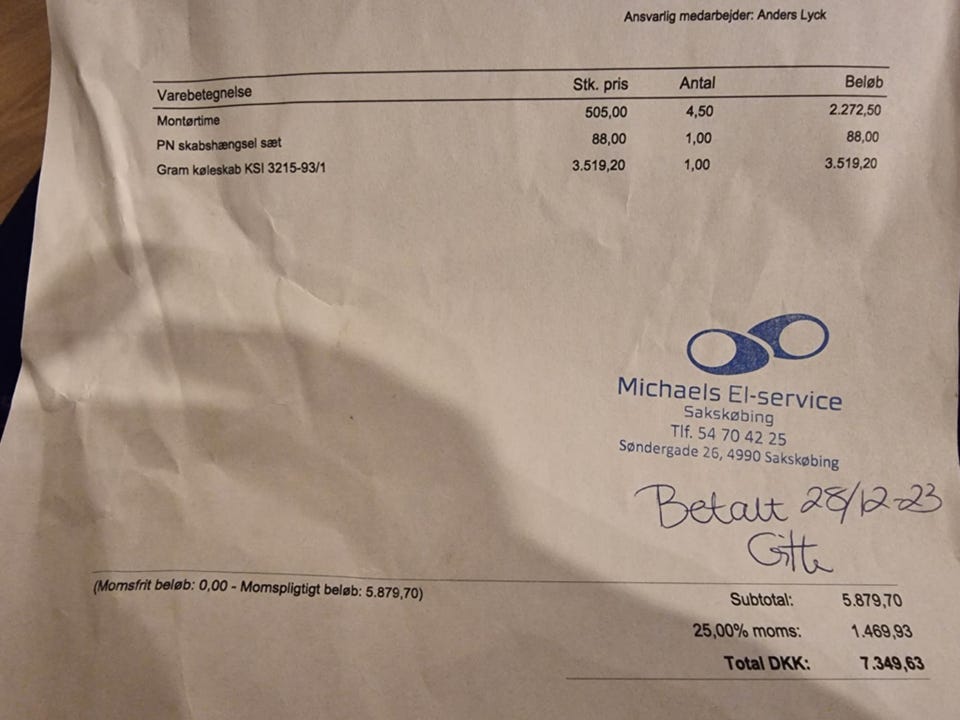 Ansvarlig medarbejder: Anders Lyck
Varebetegnelse Stk. pris Antal Beløb
Montørtime 505,00 4,50 2.272,50
PN skabshængsel sæt 88,00 1,00 88,00
Gram køleskab KSI 3215-93/1 3.519,20 1,00 3.519,20
Michaels El-service
Sakskøbing
Tlf. 54 70 42 25
Søndergade 26, 4990 Sakskøbing
Betalt 28/12-23
Gitte
(Momsfrit beløb: 0,00 - Momspligtigt beløb: 5.879,70)
Subtotal: 5.879,70
25,00% moms: 1.469,93
Total DKK: 7.349,63